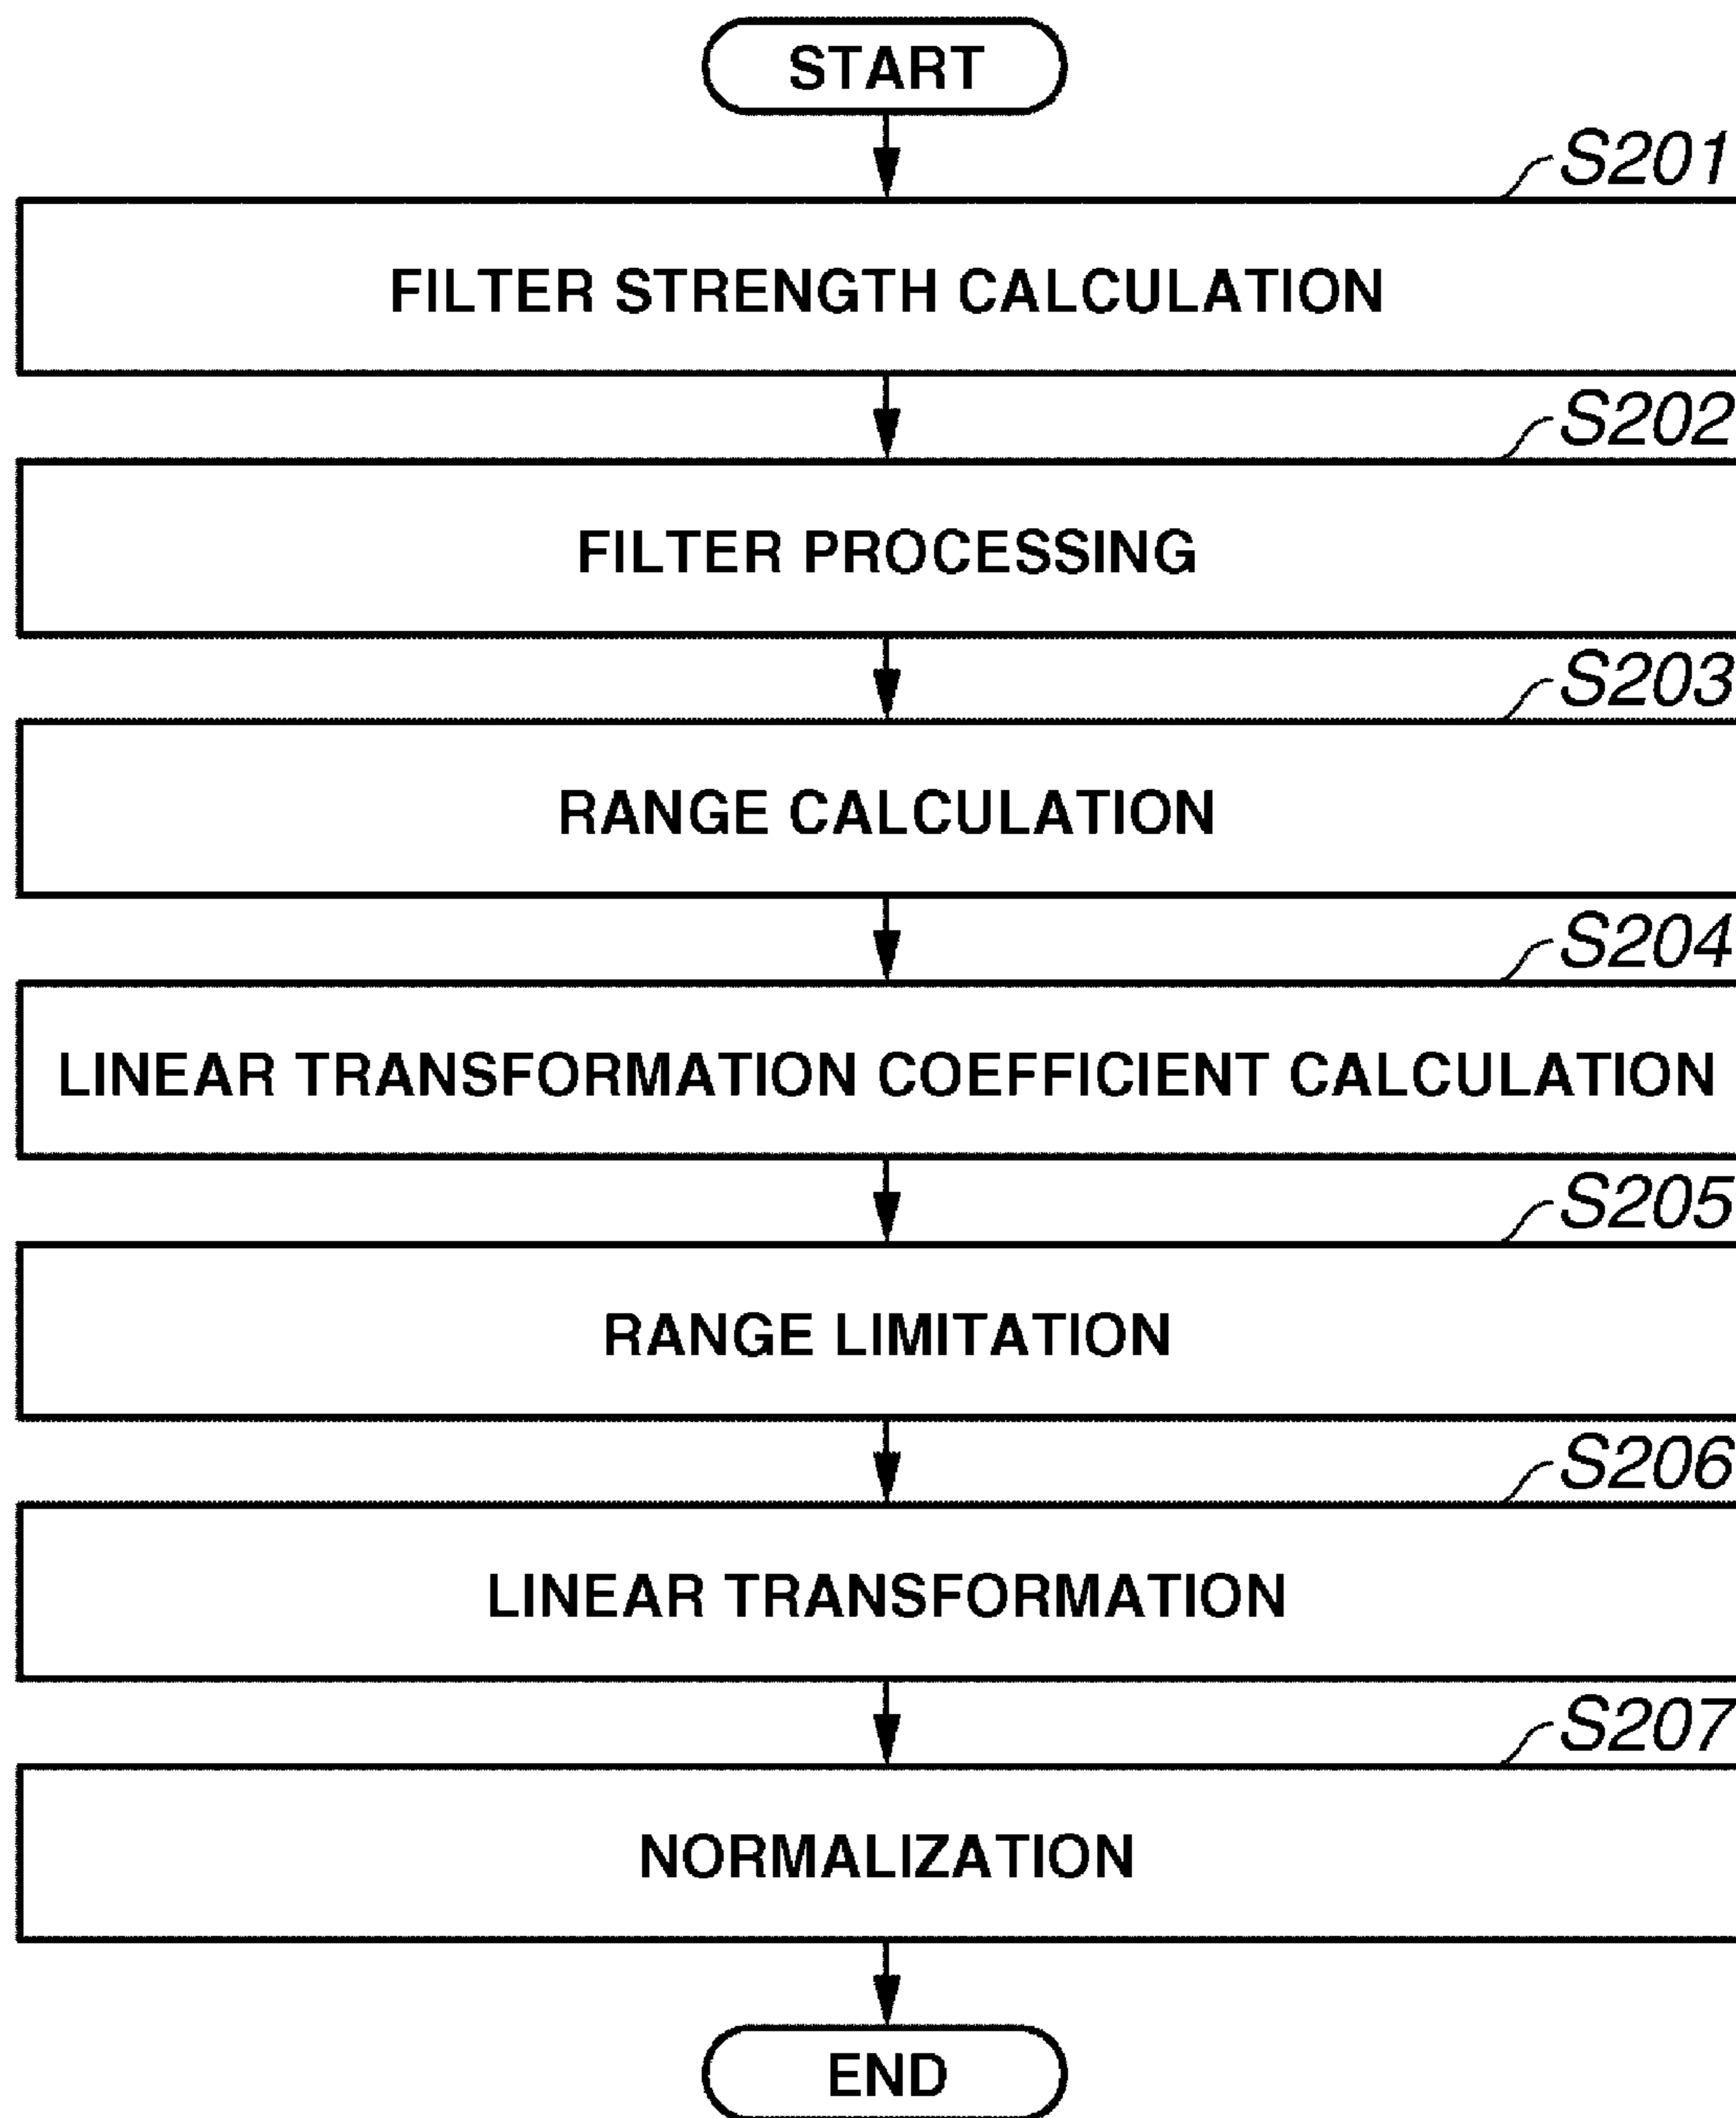 START
S201
FILTER STRENGTH CALCULATION
S202
FILTER PROCESSING
S203
RANGE CALCULATION
S204
LINEAR TRANSFORMATION COEFFICIENT CALCULATION
S205
RANGE LIMITATION
S206
LINEAR TRANSFORMATION
S207
NORMALIZATION
END